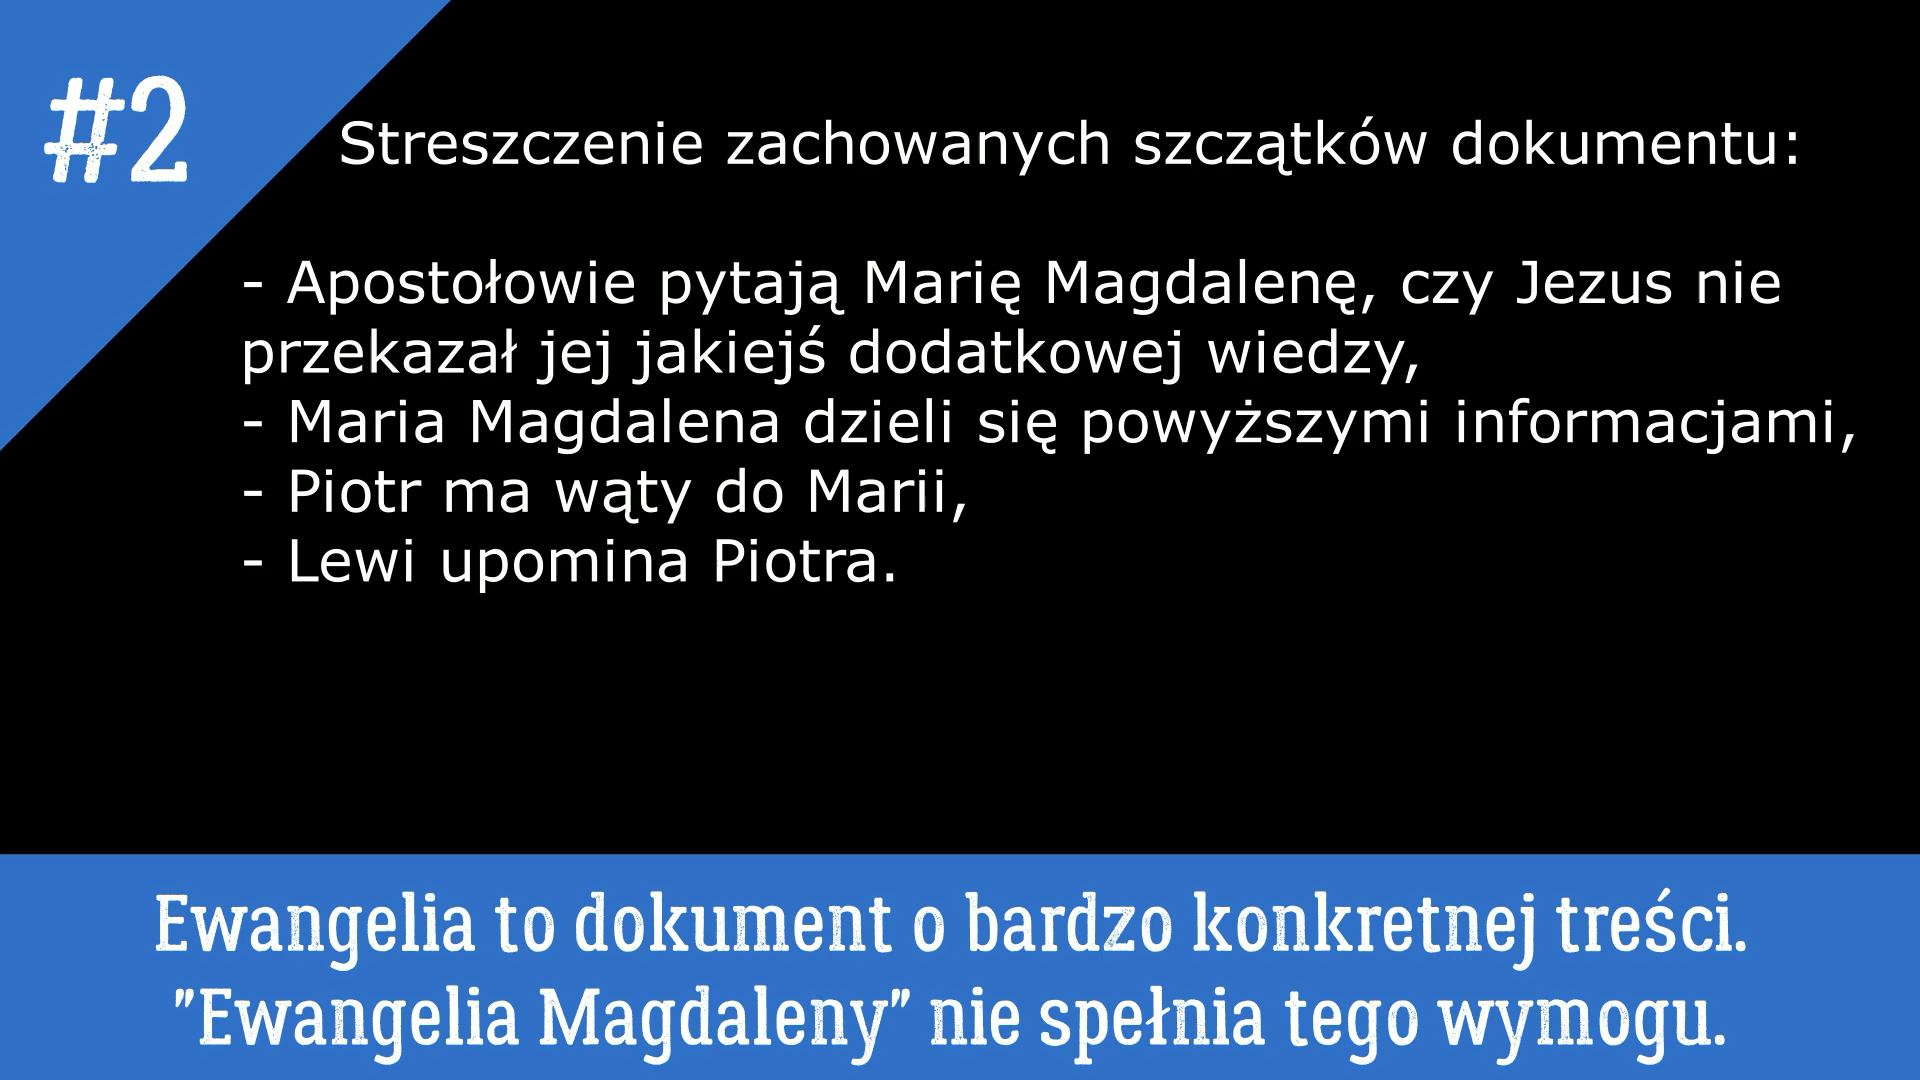 #2
Streszczenie zachowanych szczątków dokumentu:
- Apostołowie pytają Marię Magdalenę, czy Jezus nie
przekazał jej jakiejś dodatkowej wiedzy,
- Maria Magdalena dzieli się powyższymi informacjami,
- Piotr ma wąty do Marii,
- Lewi upomina Piotra.
Ewangelia to dokument o bardzo konkretnej treści.
"Ewangelia Magdaleny" nie spełnia tego wymogu.